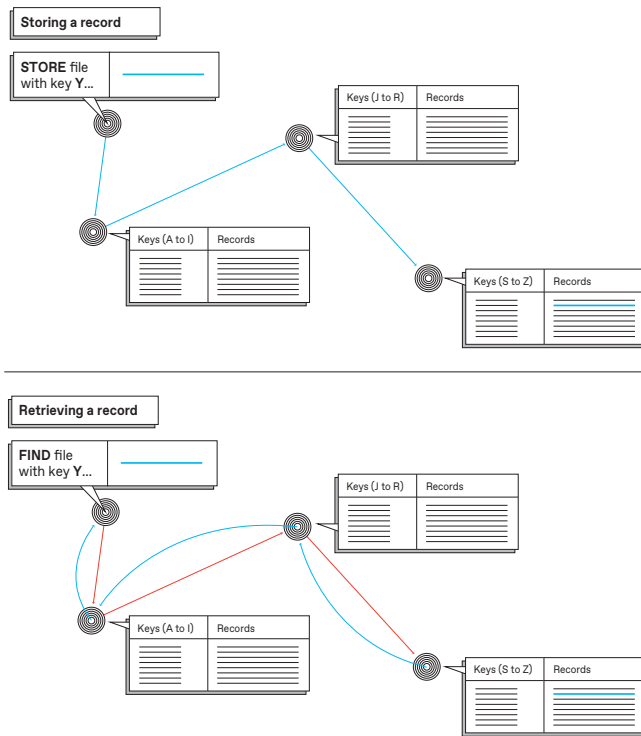 Storing a record
STORE file
with key Y...
Keys (J to R) Records
Keys (A to I) Records
Keys (S to Z) Records
Retrieving a record
FIND file
with key Y...
Keys (J to R) Records
Keys (A to I) Records
Keys (S to Z) Records